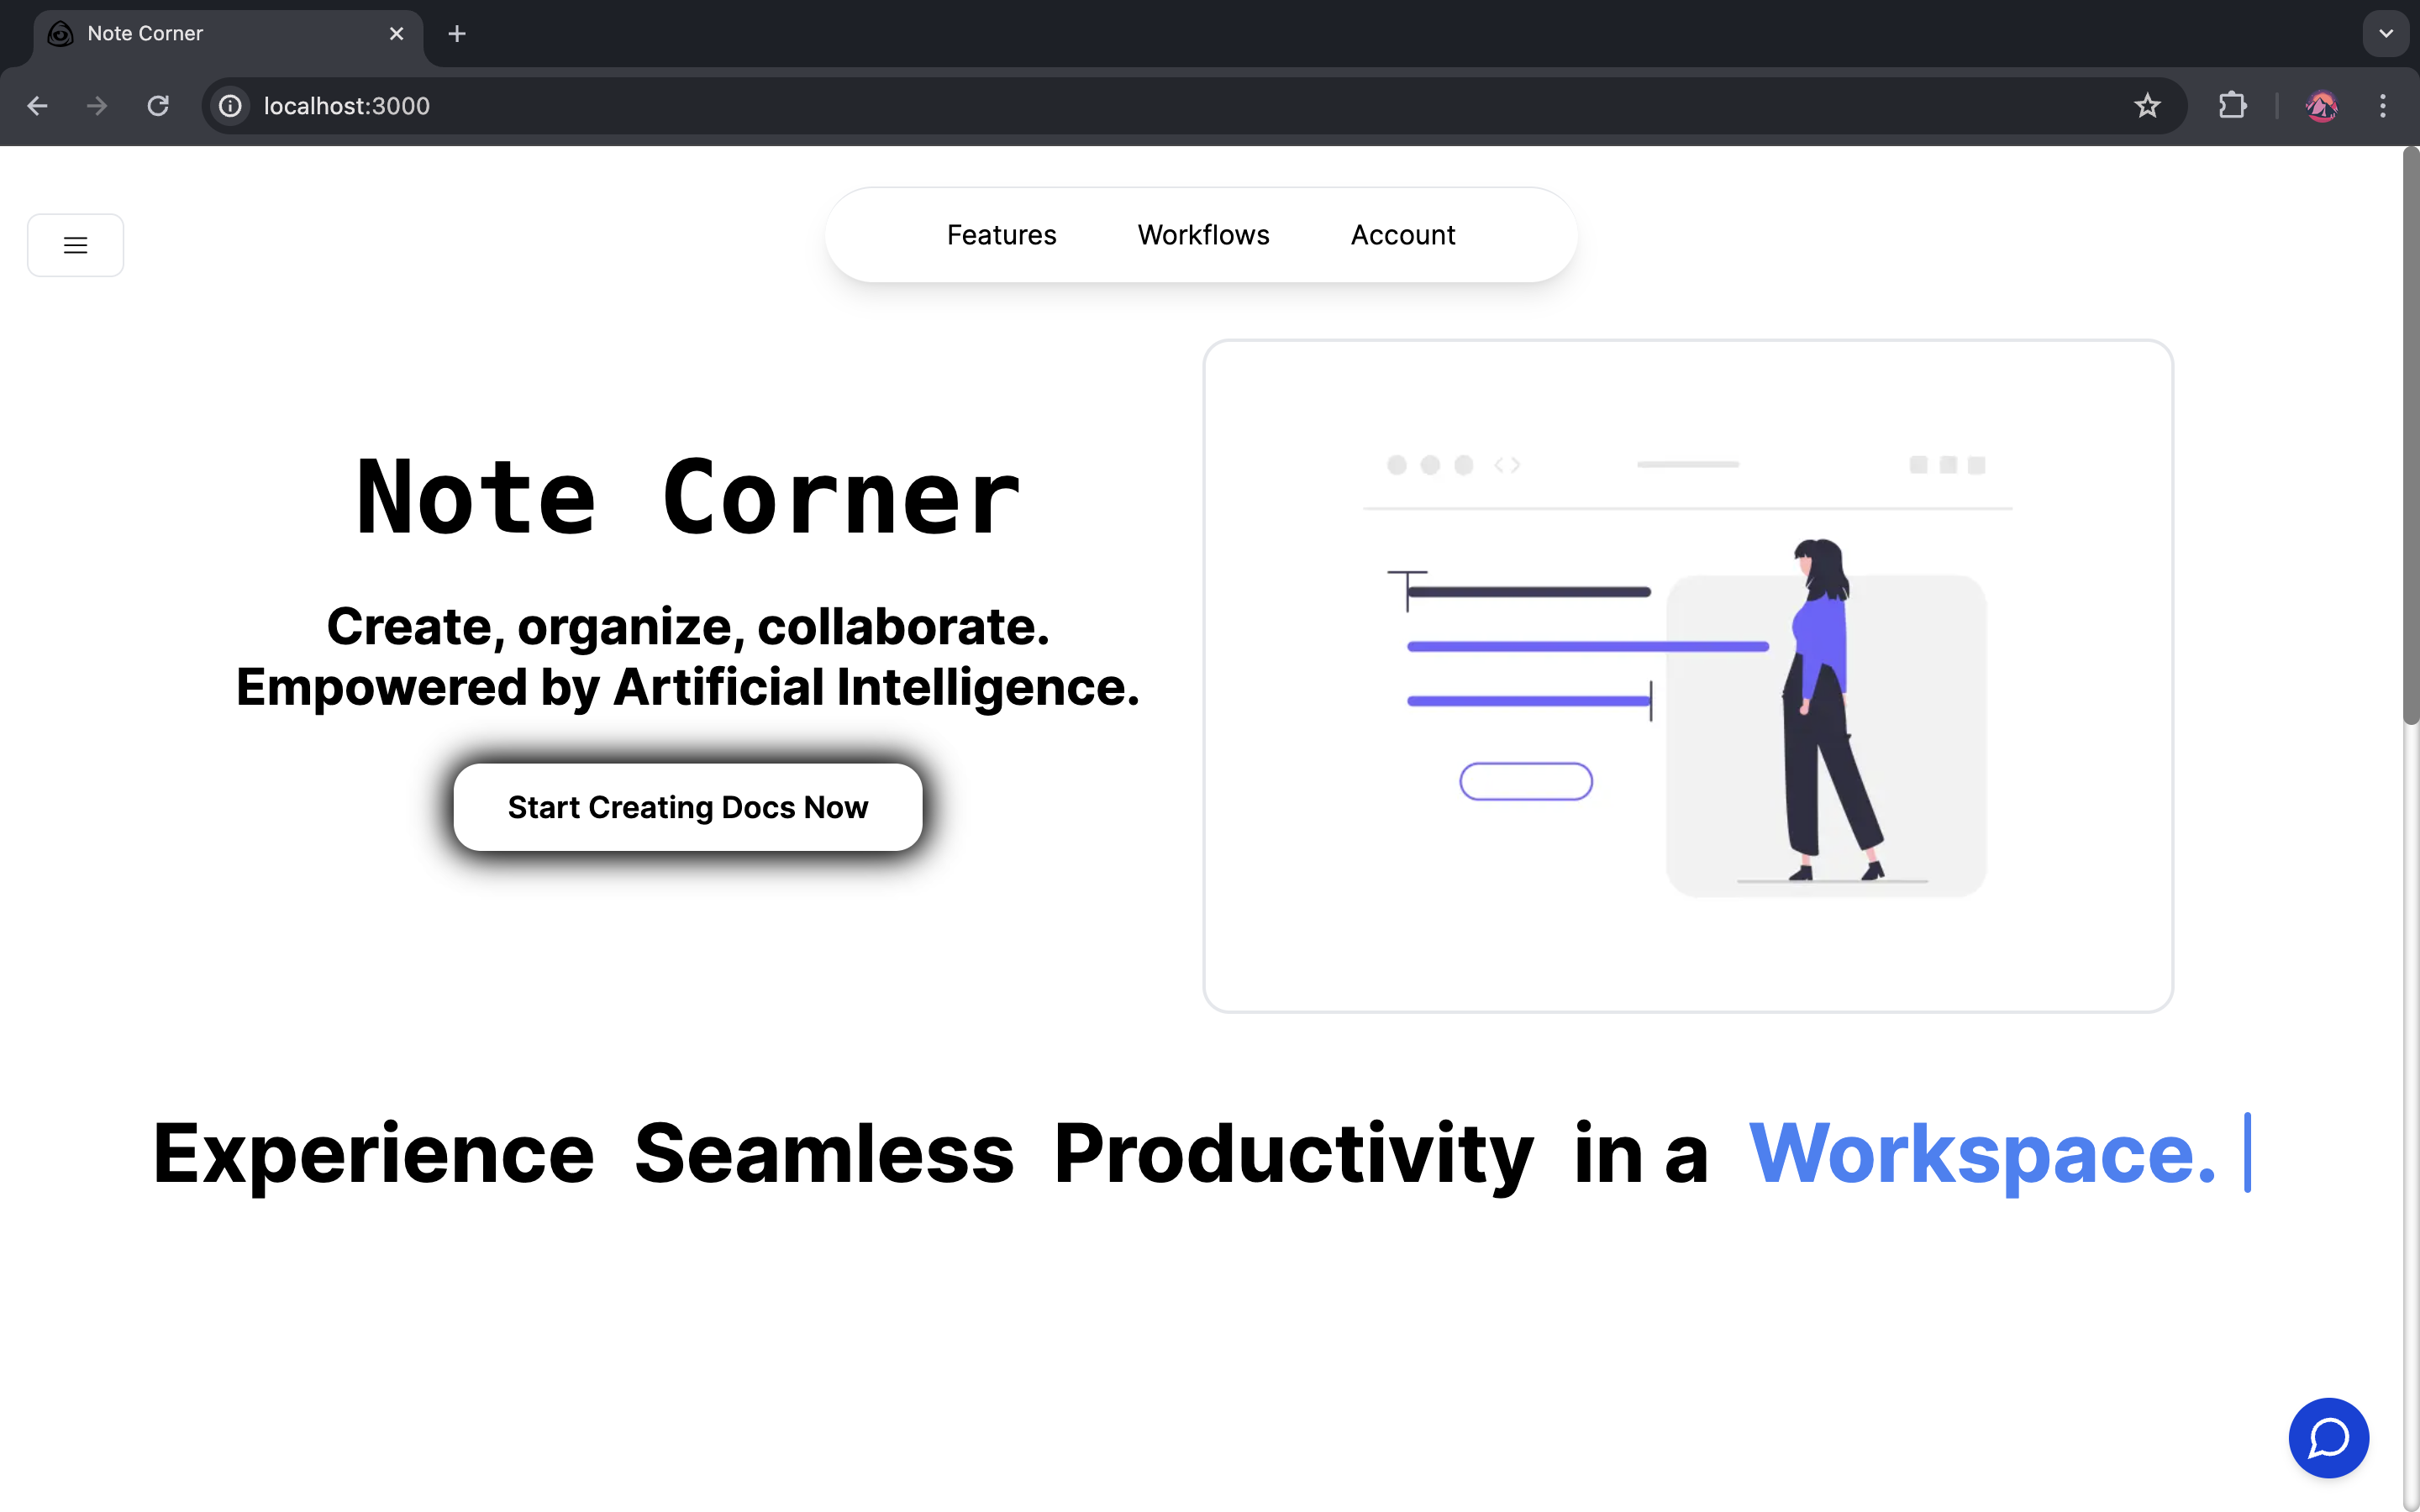 Note Corner
localhost:3000
Features Workflows Account
Note Corner
Create, organize, collaborate.
Empowered by Artificial Intelligence.
Start Creating Docs Now
Experience Seamless Productivity in a Workspace.